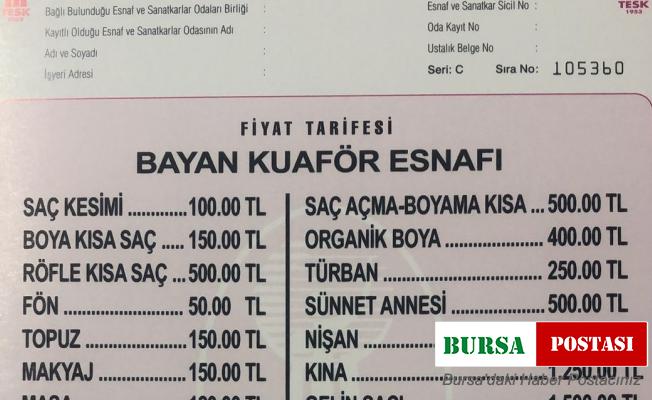 TESK
Bağlı Bulunduğu Esnaf ve Sanatkarlar Odaları Birliği :
Kayıtlı Olduğu Esnaf ve Sanatkarlar Odasının Adı :
Adı ve Soyadı :
İşyeri Adresi :
Esnaf ve Sanatkar Sicil No :
Oda Kayıt No :
Ustalık Belge No :
Seri: C Sıra No: 105360
TESK
1953
FİYAT TARİFESİ
BAYAN KUAFÖR ESNAFI
SAÇ KESİMİ .............100.00 TL
BOYA KISA SAÇ ..... 150.00 TL
RÖFLE KISA SAÇ .. 500.00 TL
FÖN ......................... 50.00 TL
TOPUZ ..................... 150.00 TL
MAKYAJ ................... 150.00 TL
SAÇ AÇMA-BOYAMA KISA ... 500.00 TL
ORGANİK BOYA ..................... 400.00 TL
TÜRBAN ................................. 250.00 TL
SÜNNET ANNESİ ................... 500.00 TL
NİŞAN
KINA ........................ 1.250.00 TL
BURSA POSTASI
Bursa'daki Haber Postacınız